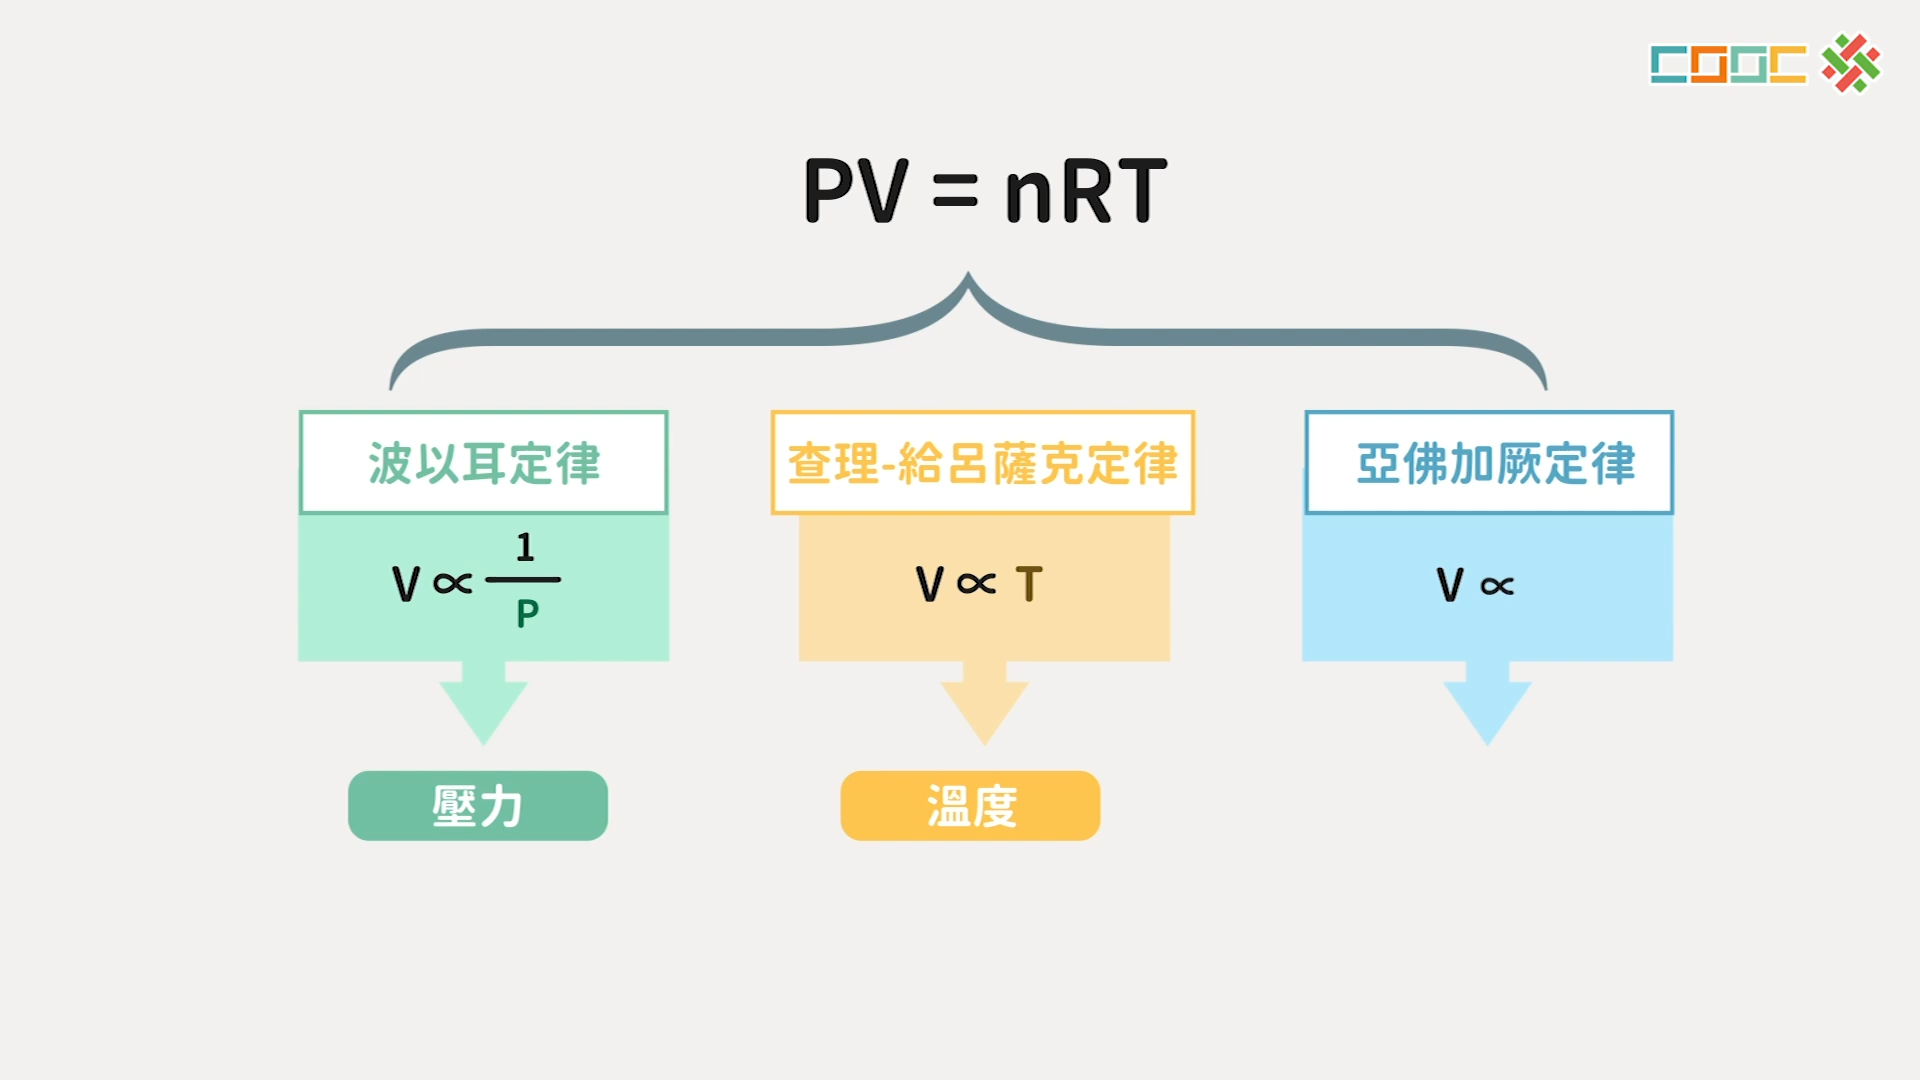 COOC
PV = nRT
波以耳定律
查理-給呂薩克定律
亞佛加厥定律
V ∝ 1/P
V ∝ T
V ∝
壓力
溫度